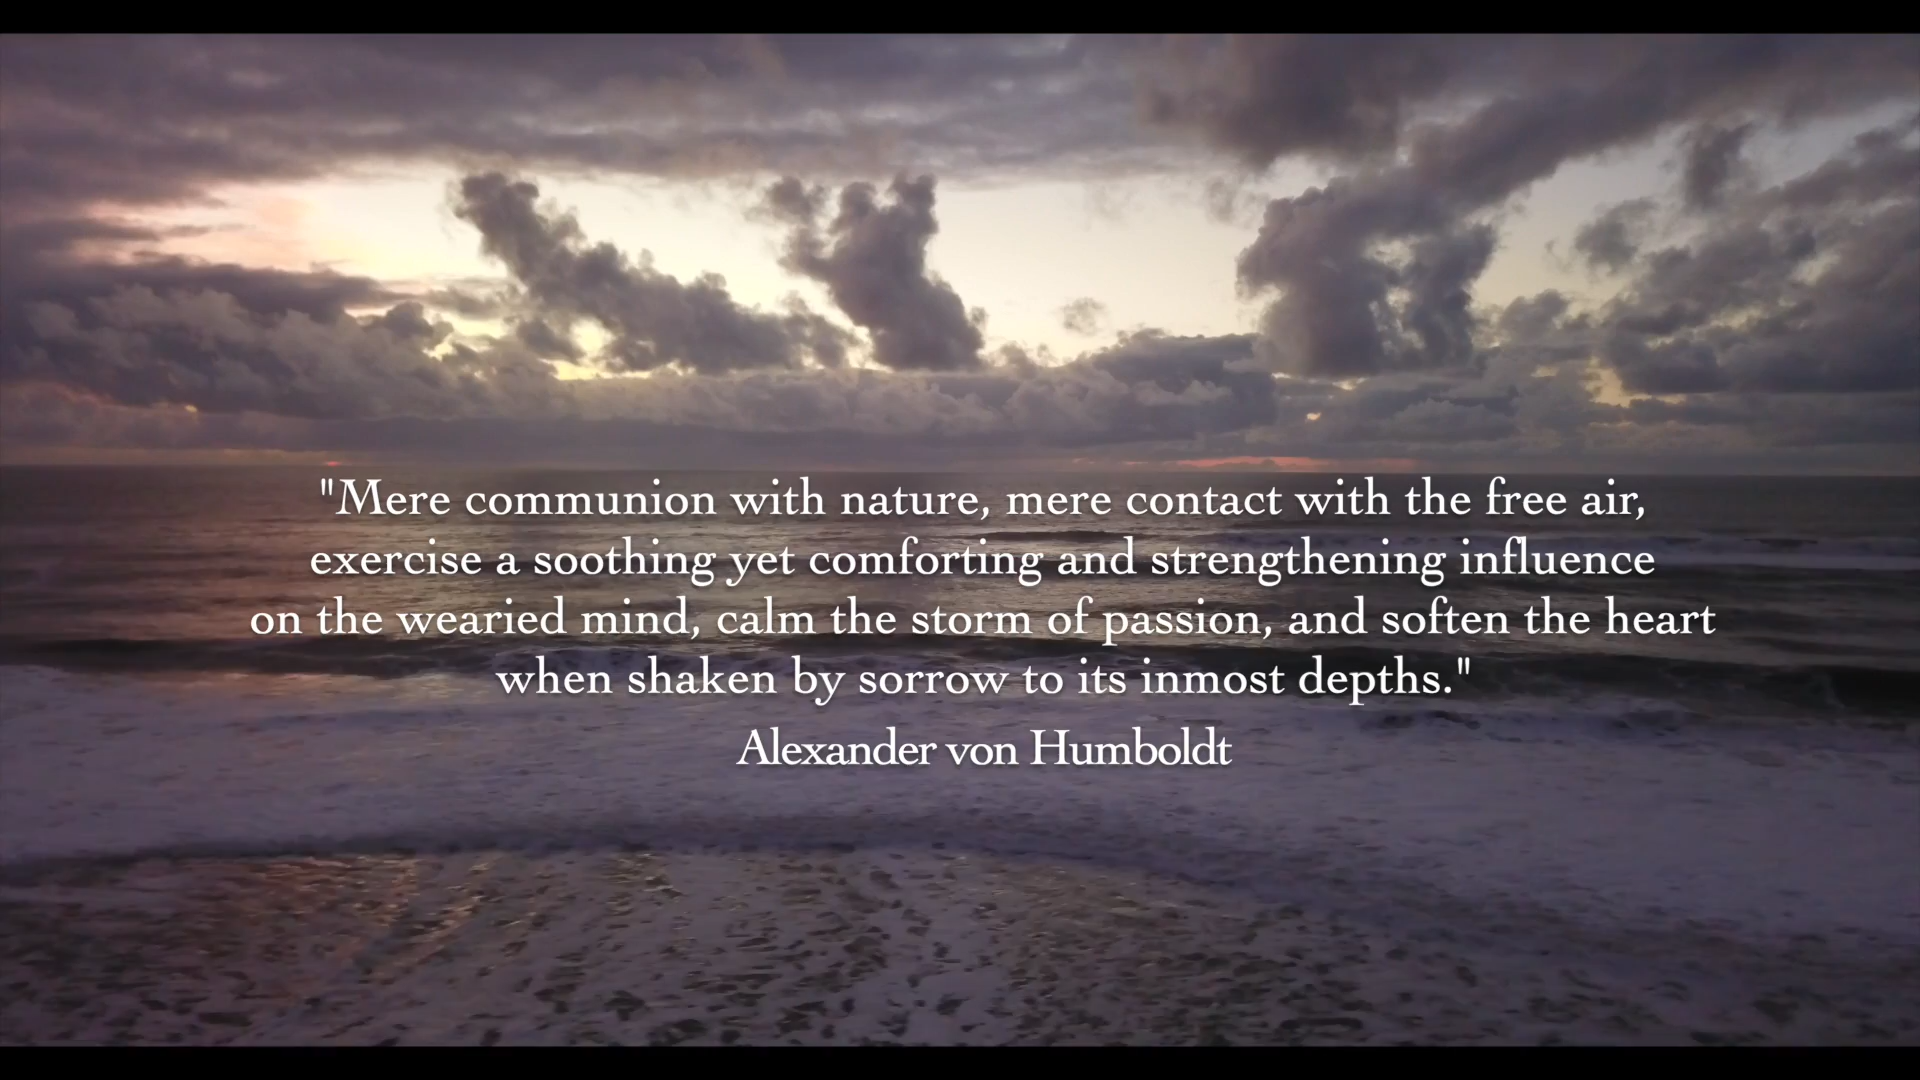 "Mere communion with nature, mere contact with the free air,
exercise a soothing yet comforting and strengthening influence
on the wearied mind, calm the storm of passion, and soften the heart
when shaken by sorrow to its inmost depths."
Alexander von Humboldt